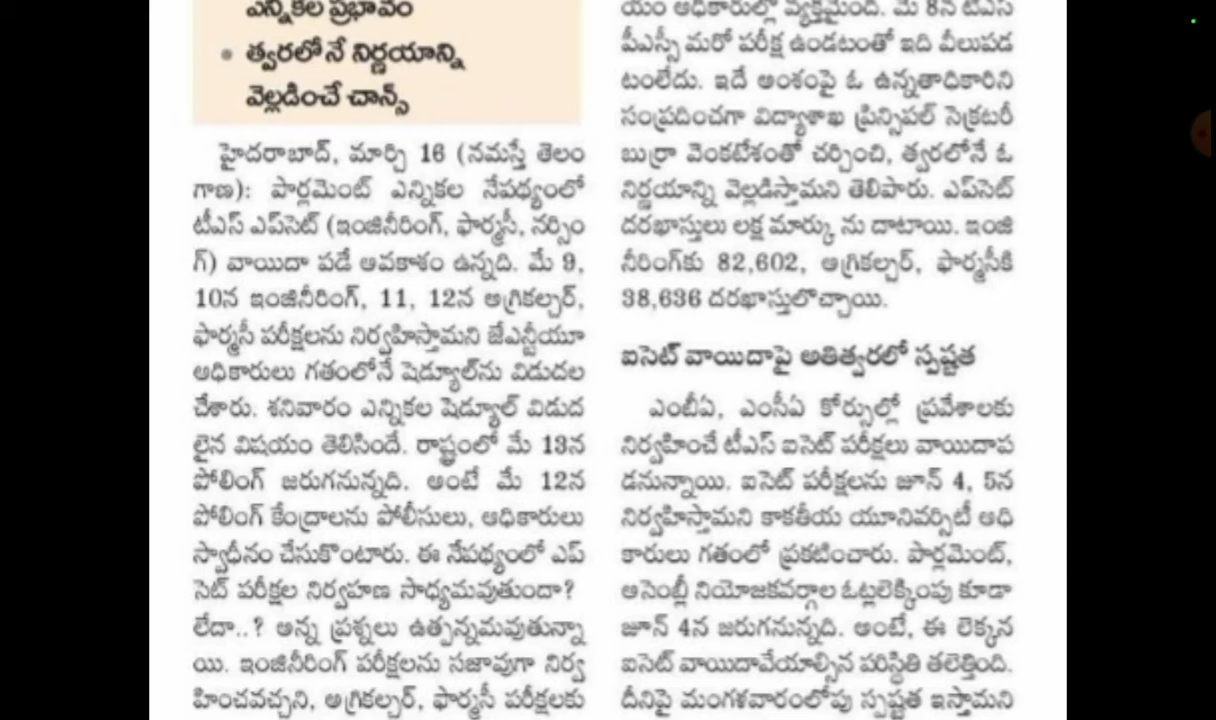 ఎన్నికల ప్రభావం
• త్వరలోనే నిర్ణయాన్ని
వెల్లడించే చాన్స్
హైదరాబాద్, మార్చి 16 (నమస్తే తెలం
గాణ): పార్లమెంట్ ఎన్నికల నేపథ్యంలో
టీఎస్ ఎప్‌సెట్ (ఇంజినీరింగ్, ఫార్మసీ, నర్సిం
గ్) వాయిదా పడే అవకాశం ఉన్నది. మే 9,
10న ఇంజినీరింగ్, 11, 12న అగ్రికల్చర్,
ఫార్మసీ పరీక్షలను నిర్వహిస్తామని జేఎన్టీయూ
అధికారులు గతంలోనే షెడ్యూల్‌ను విడుదల
చేశారు. శనివారం ఎన్నికల షెడ్యూల్ విడుద
లైన విషయం తెలిసిందే. రాష్ట్రంలో మే 13న
పోలింగ్ జరుగనున్నది. అంటే మే 12న
పోలింగ్ కేంద్రాలను పోలీసులు, అధికారులు
స్వాధీనం చేసుకొంటారు. ఈ నేపథ్యంలో ఎప్
సెట్ పరీక్షల నిర్వహణ సాధ్యమవుతుందా?
లేదా..? అన్న ప్రశ్నలు ఉత్పన్నమవుతున్నా
యి. ఇంజినీరింగ్ పరీక్షలను సజావుగా నిర్వ
హించవచ్చని, అగ్రికల్చర్, ఫార్మసీ పరీక్షలకు
యం అధికారుల్లో వ్యక్తమైంది. మే 8న టీఎస్
పీఎస్సీ మరో పరీక్ష ఉండటంతో ఇది వీలుపడ
టంలేదు. ఇదే అంశంపై ఓ ఉన్నతాధికారిని
సంప్రదించగా విద్యాశాఖ ప్రిన్సిపల్ సెక్రటరీ
బుర్రా వెంకటేశంతో చర్చించి, త్వరలోనే ఓ
నిర్ణయాన్ని వెల్లడిస్తామని తెలిపారు. ఎప్‌సెట్
దరఖాస్తులు లక్ష మార్కు ను దాటాయి. ఇంజి
నీరింగ్‌కు 82,602, అగ్రికల్చర్, ఫార్మసీకి
38,636 దరఖాస్తులొచ్చాయి.
ఐసెట్ వాయిదాపై అతిత్వరలో స్పష్టత
ఎంబీఏ, ఎంసీఏ కోర్సుల్లో ప్రవేశాలకు
నిర్వహించే టీఎస్ ఐసెట్ పరీక్షలు వాయిదాప
డనున్నాయి. ఐసెట్ పరీక్షలను జూన్ 4, 5న
నిర్వహిస్తామని కాకతీయ యూనివర్సిటీ అధి
కారులు గతంలో ప్రకటించారు. పార్లమెంట్,
అసెంబ్లీ నియోజకవర్గాల ఓట్లలెక్కింపు కూడా
జూన్ 4న జరుగనున్నది. అంటే, ఈ లెక్కన
ఐసెట్ వాయిదావేయాల్సిన పరిస్థితి తలెత్తింది.
దీనిపై మంగళవారంలోపు స్పష్టత ఇస్తామని